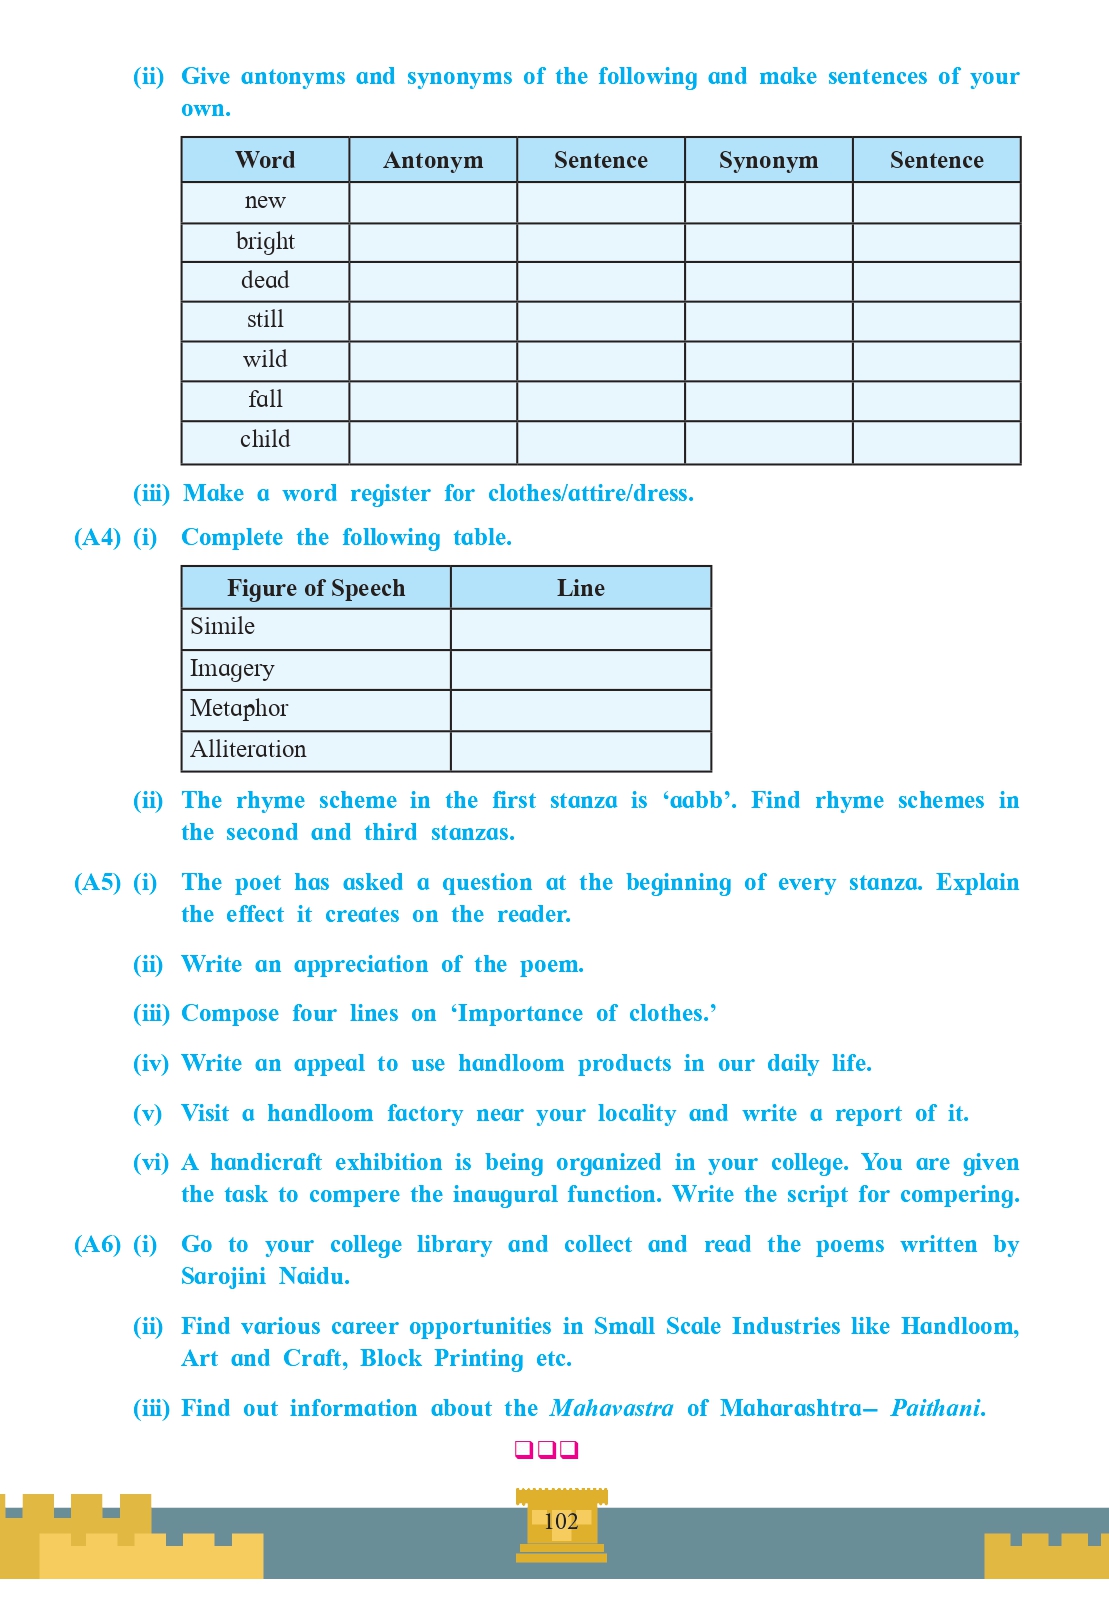 (ii) Give antonyms and synonyms of the following and make sentences of your
own.
Word Antonym Sentence Synonym Sentence
new
bright
dead
still
wild
fall
child
(iii) Make a word register for clothes/attire/dress.
(A4) (i) Complete the following table.
Figure of Speech Line
Simile
Imagery
Metaphor
Alliteration
(ii) The rhyme scheme in the first stanza is ‘aabb’. Find rhyme schemes in
the second and third stanzas.
(A5) (i) The poet has asked a question at the beginning of every stanza. Explain
the effect it creates on the reader.
(ii) Write an appreciation of the poem.
(iii) Compose four lines on ‘Importance of clothes.’
(iv) Write an appeal to use handloom products in our daily life.
(v) Visit a handloom factory near your locality and write a report of it.
(vi) A handicraft exhibition is being organized in your college. You are given
the task to compere the inaugural function. Write the script for compering.
(A6) (i) Go to your college library and collect and read the poems written by
Sarojini Naidu.
(ii) Find various career opportunities in Small Scale Industries like Handloom,
Art and Craft, Block Printing etc.
(iii) Find out information about the Mahavastra of Maharashtra– Paithani.
102